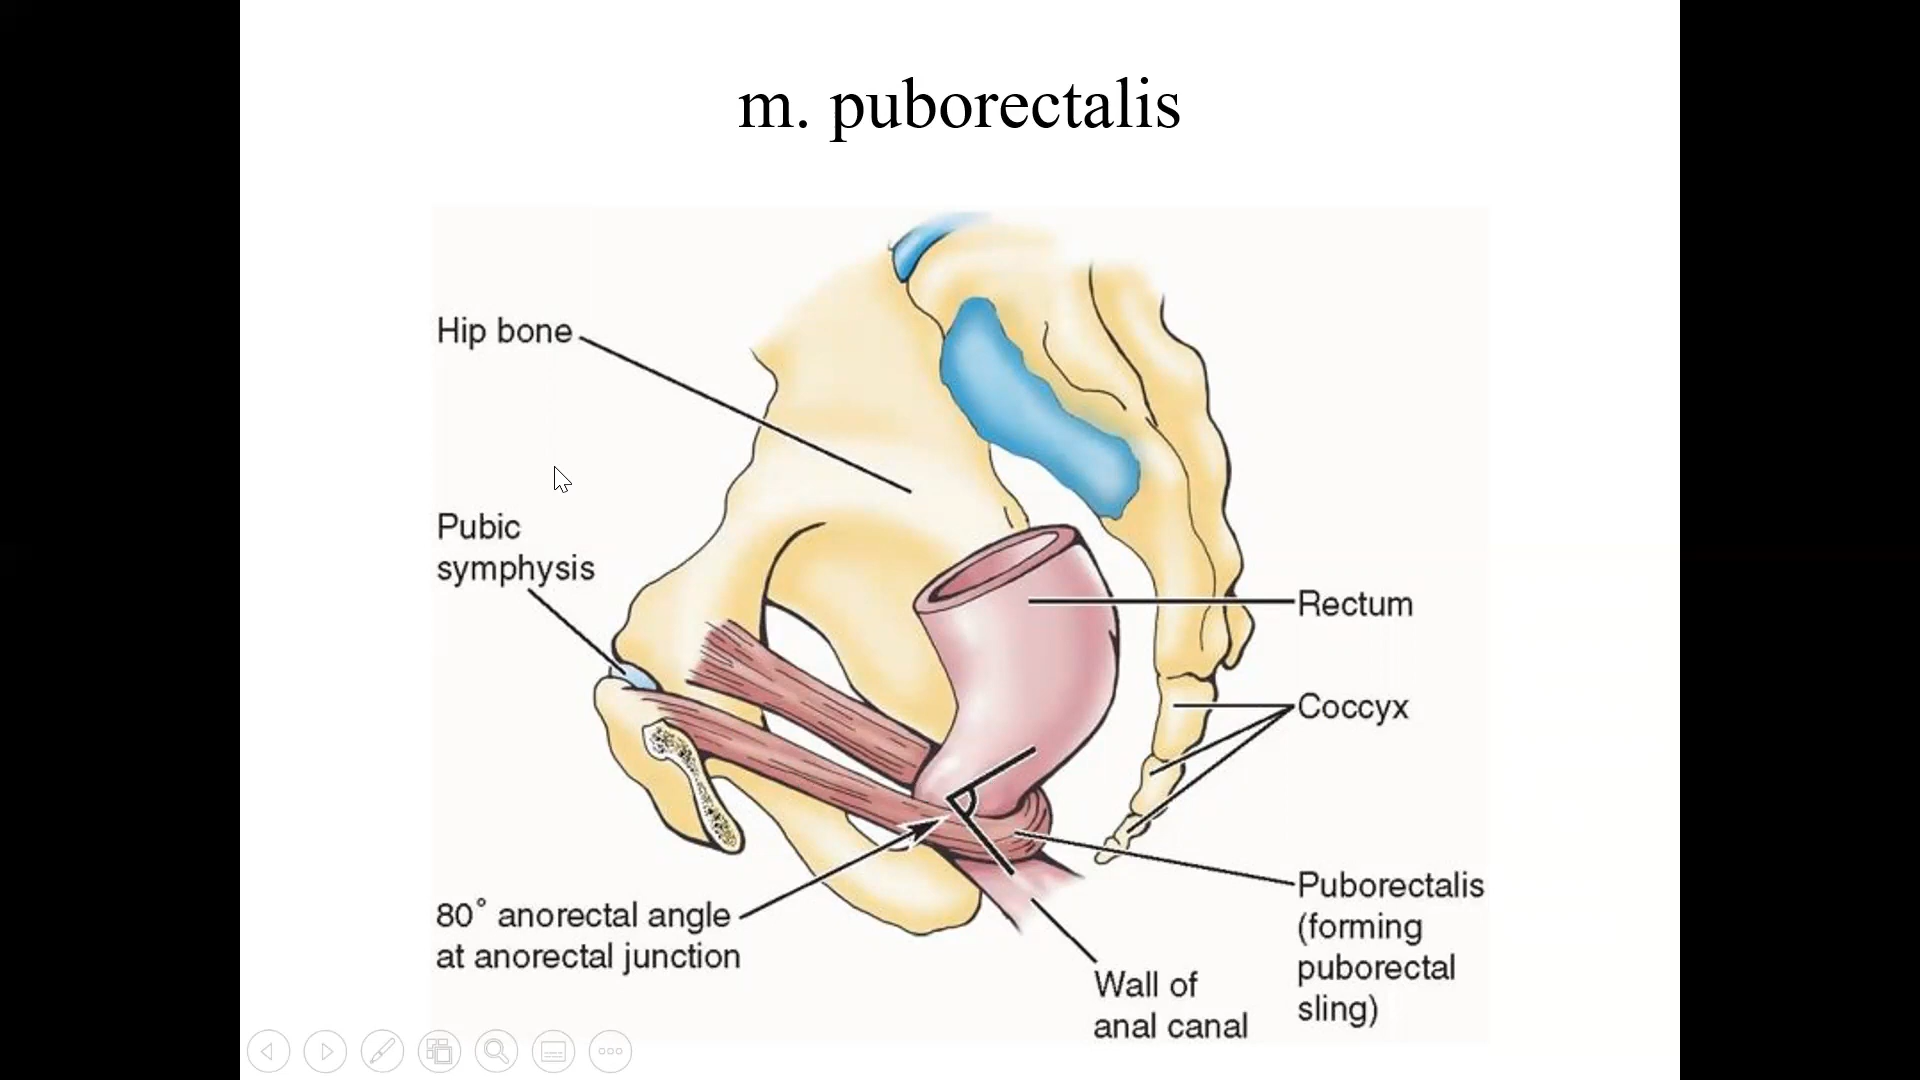 m. puborectalis
Hip bone
Pubic
symphysis
Rectum
Coccyx
80° anorectal angle
at anorectal junction
Puborectalis
(forming
puborectal
sling)
Wall of
anal canal